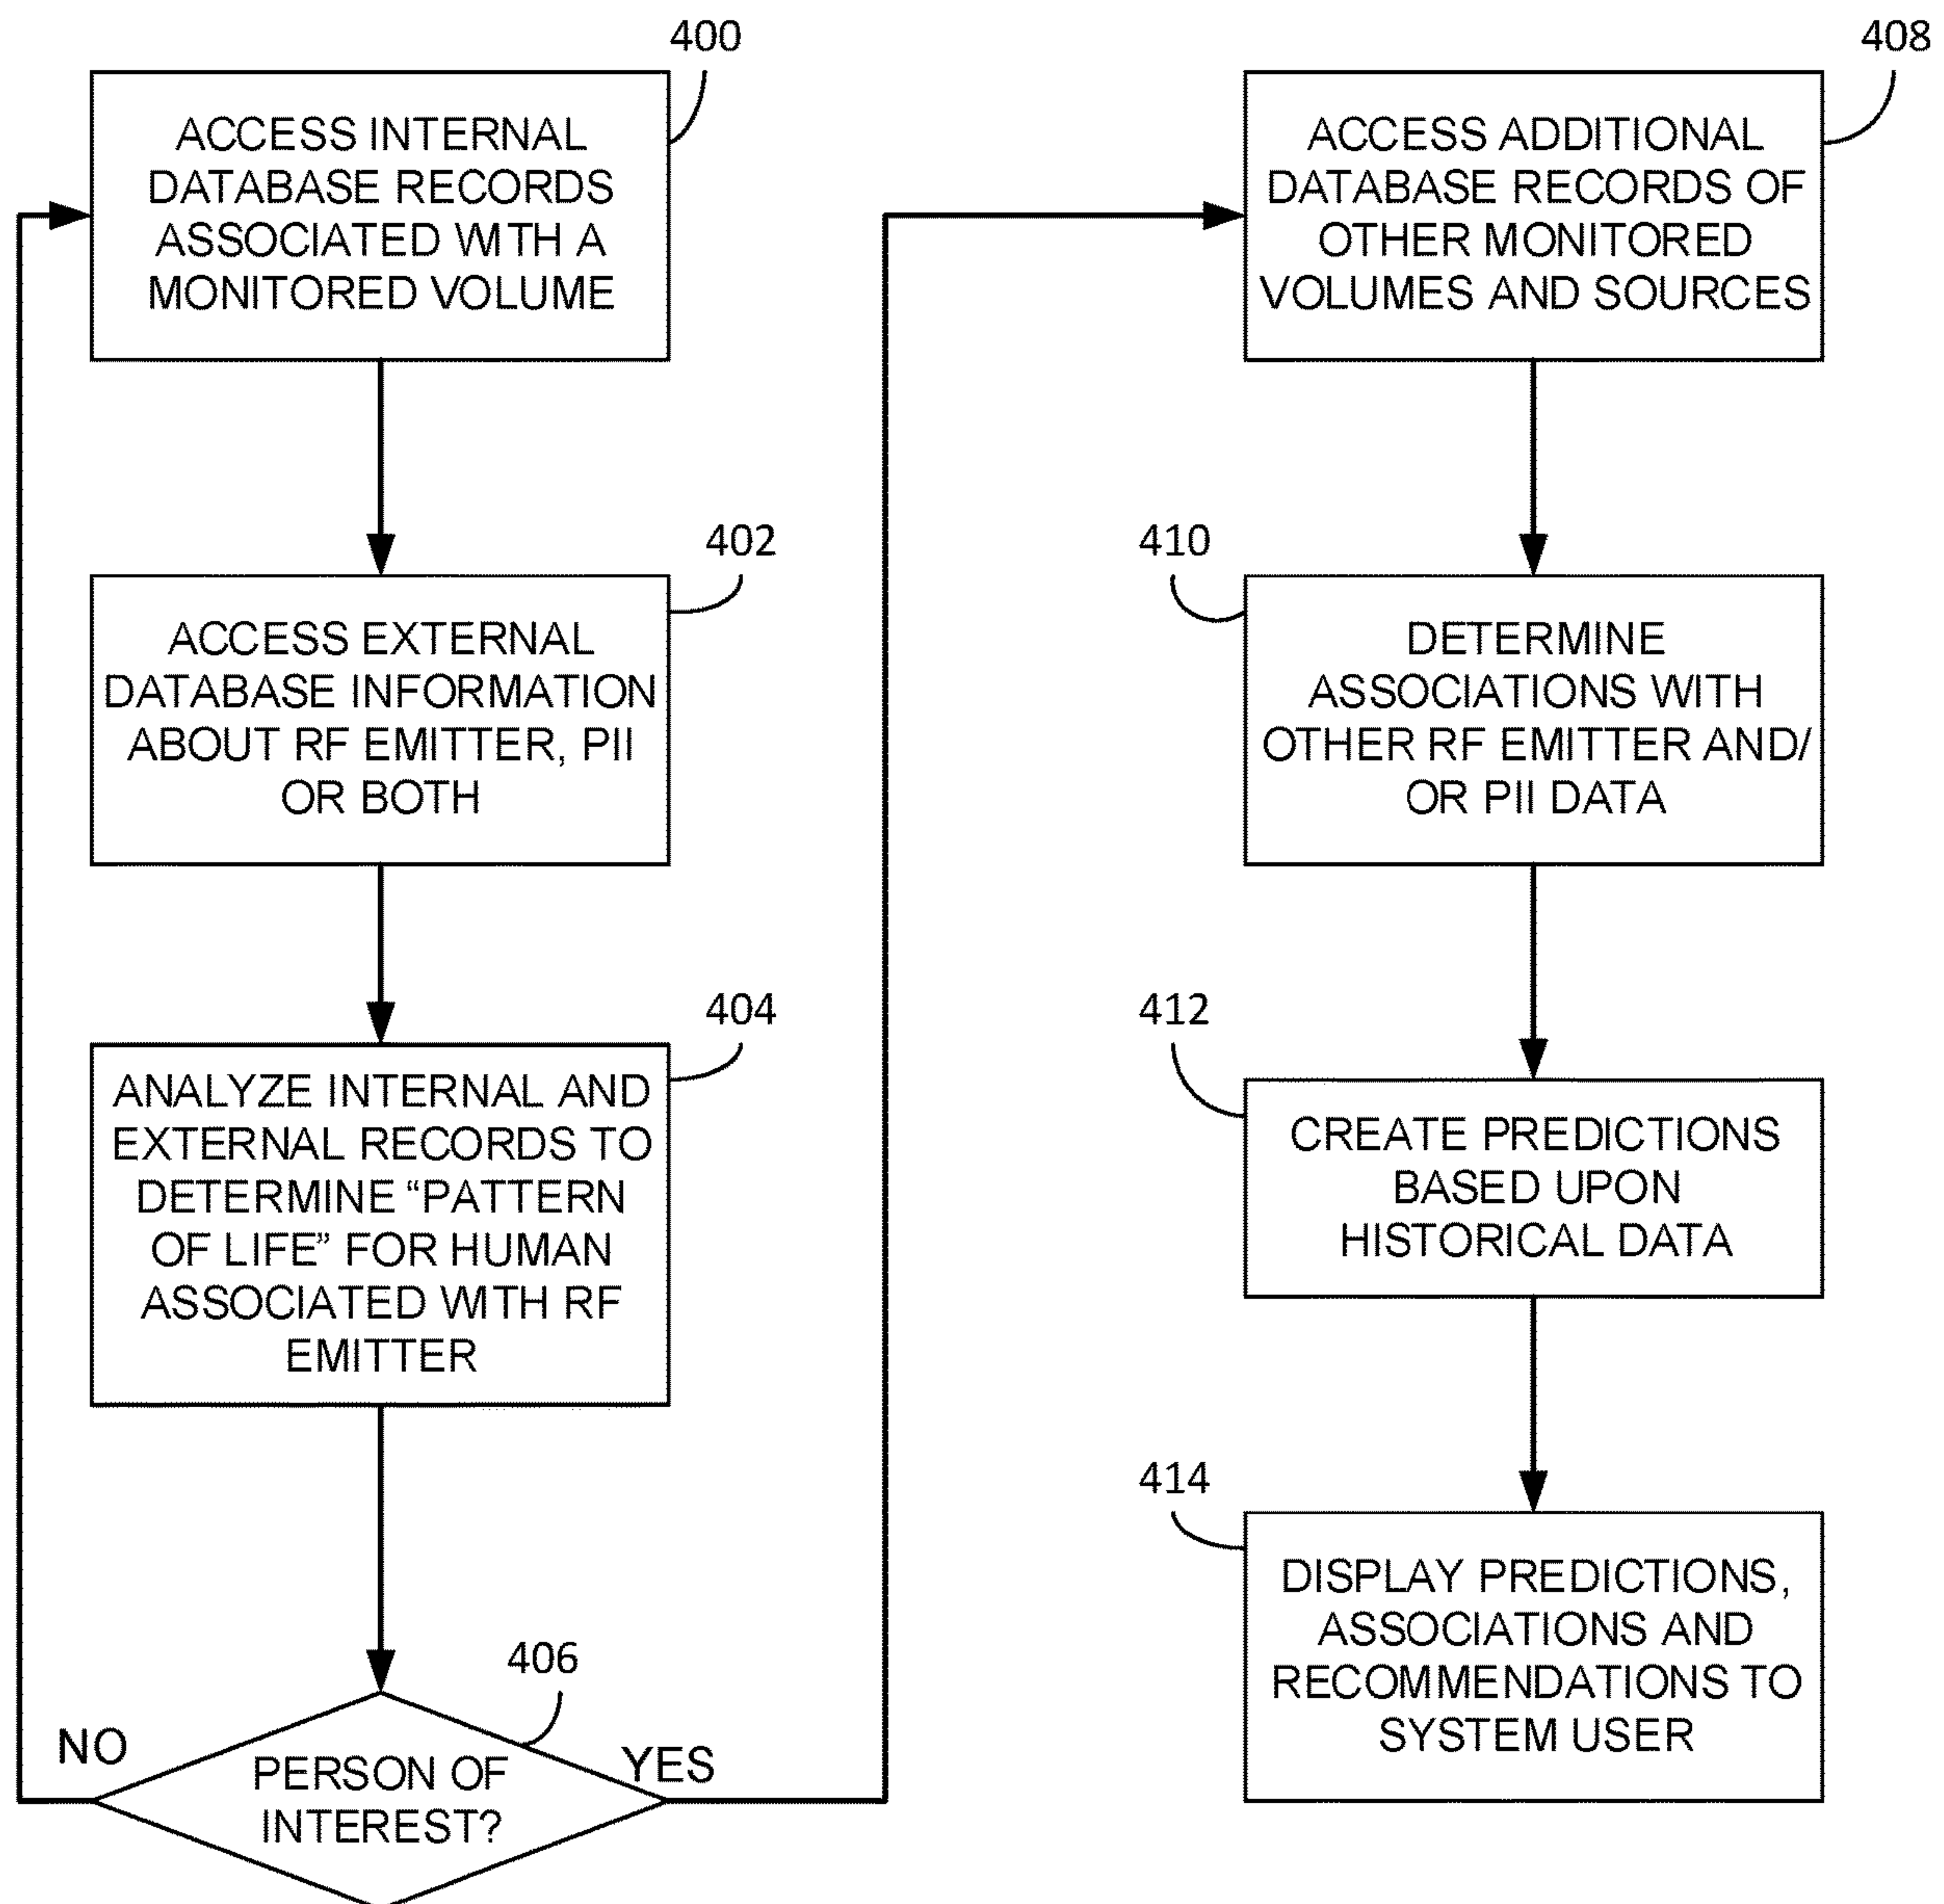 400
ACCESS INTERNAL
DATABASE RECORDS
ASSOCIATED WITH A
MONITORED VOLUME
402
ACCESS EXTERNAL
DATABASE INFORMATION
ABOUT RF EMITTER, PII
OR BOTH
404
ANALYZE INTERNAL AND
EXTERNAL RECORDS TO
DETERMINE “PATTERN
OF LIFE” FOR HUMAN
ASSOCIATED WITH RF
EMITTER
406
NO
YES
PERSON OF
INTEREST?
408
ACCESS ADDITIONAL
DATABASE RECORDS OF
OTHER MONITORED
VOLUMES AND SOURCES
410
DETERMINE
ASSOCIATIONS WITH
OTHER RF EMITTER AND/
OR PII DATA
412
CREATE PREDICTIONS
BASED UPON
HISTORICAL DATA
414
DISPLAY PREDICTIONS,
ASSOCIATIONS AND
RECOMMENDATIONS TO
SYSTEM USER